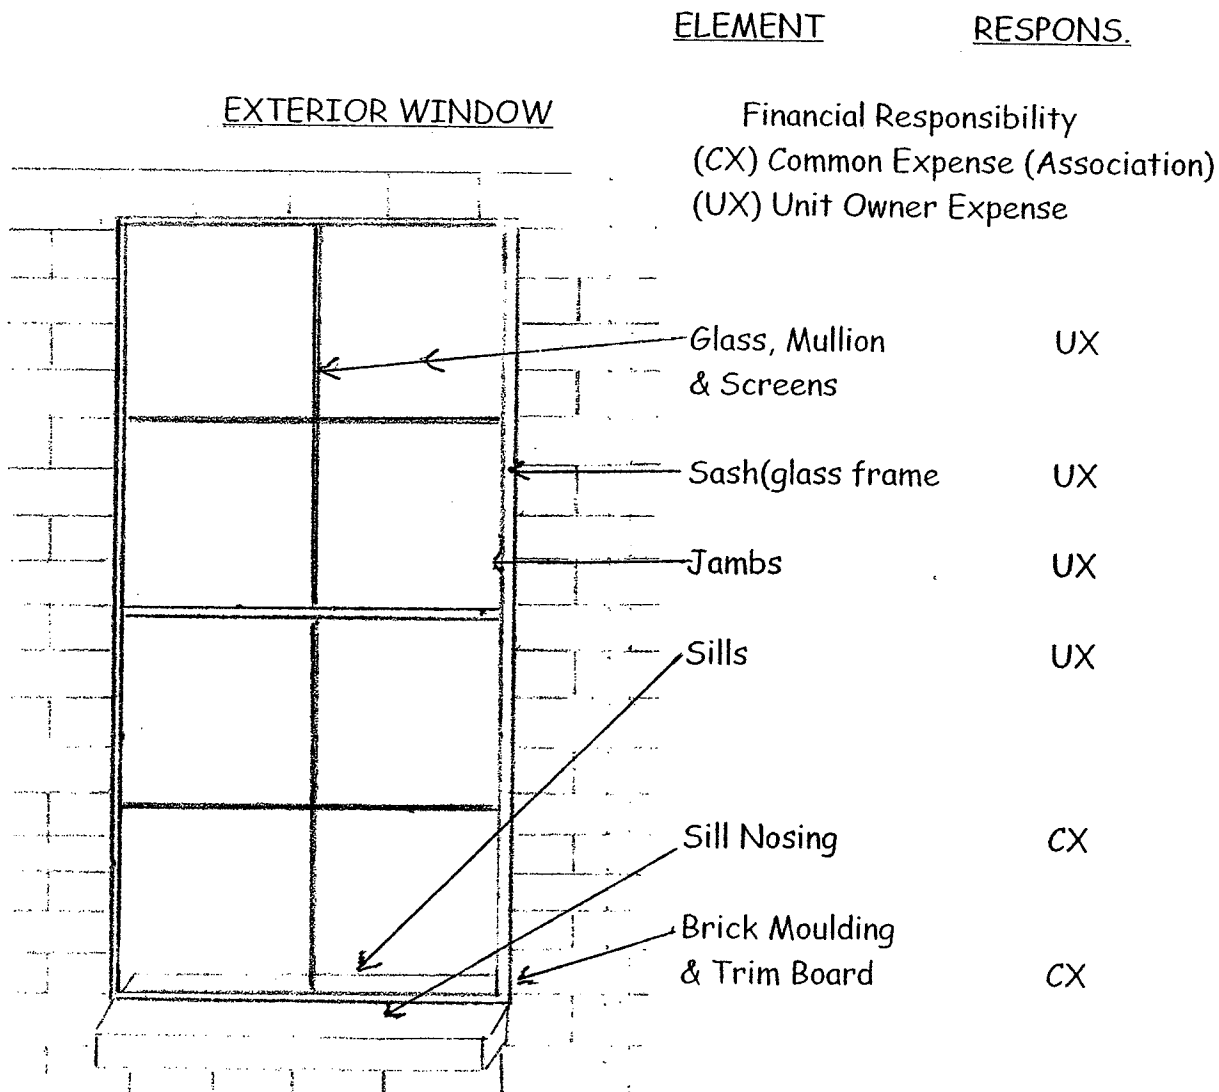 ELEMENT RESPONS.
EXTERIOR WINDOW
Financial Responsibility
(CX) Common Expense (Association)
(UX) Unit Owner Expense
Glass, Mullion UX
& Screens
Sash(glass frame UX
Jambs UX
Sills UX
Sill Nosing CX
Brick Moulding
& Trim Board CX